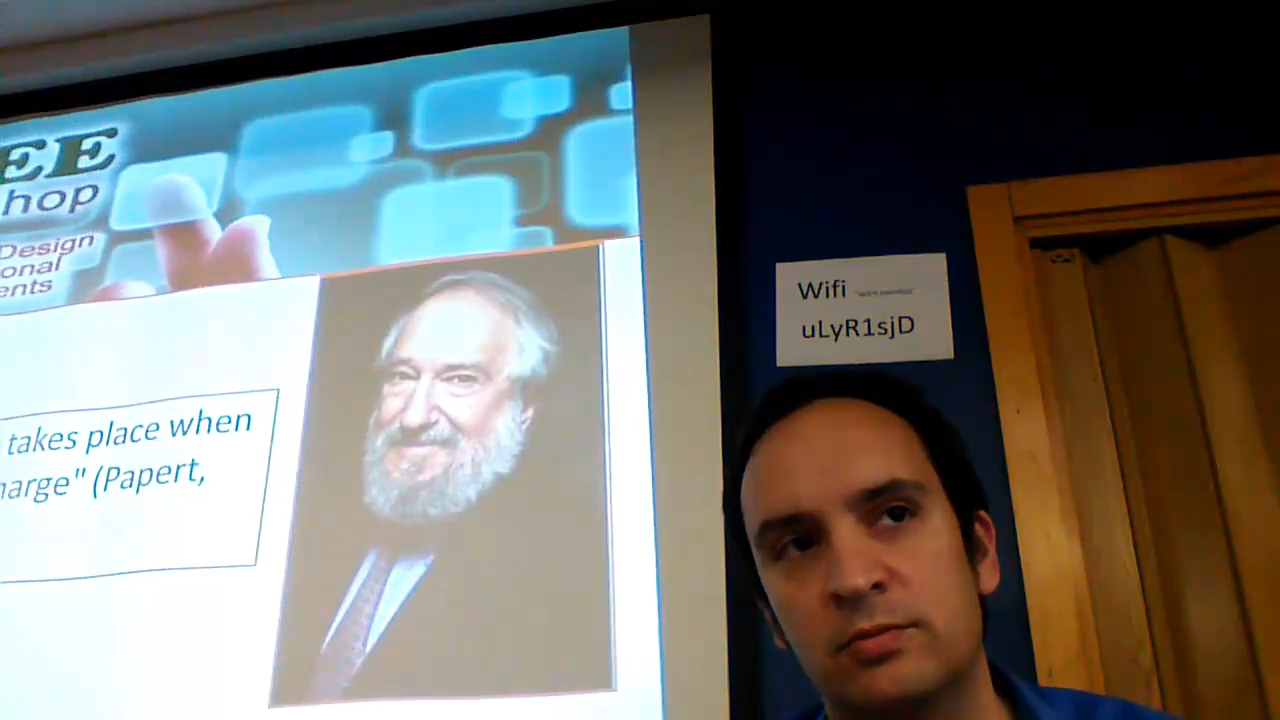 EE
hop
Design
onal
ents
takes place when
harge" (Papert,
Wifi
uLyR1sjD